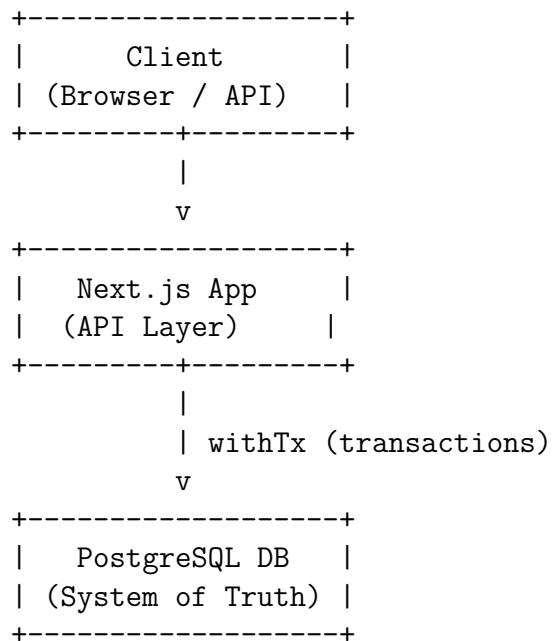 +-------------------+
|      Client       |
| (Browser / API)   |
+---------+---------+
          |
          v
+-------------------+
|   Next.js App     |
|  (API Layer)     |
+---------+---------+
          |
          | withTx (transactions)
          v
+-------------------+
|   PostgreSQL DB   |
| (System of Truth) |
+-------------------+